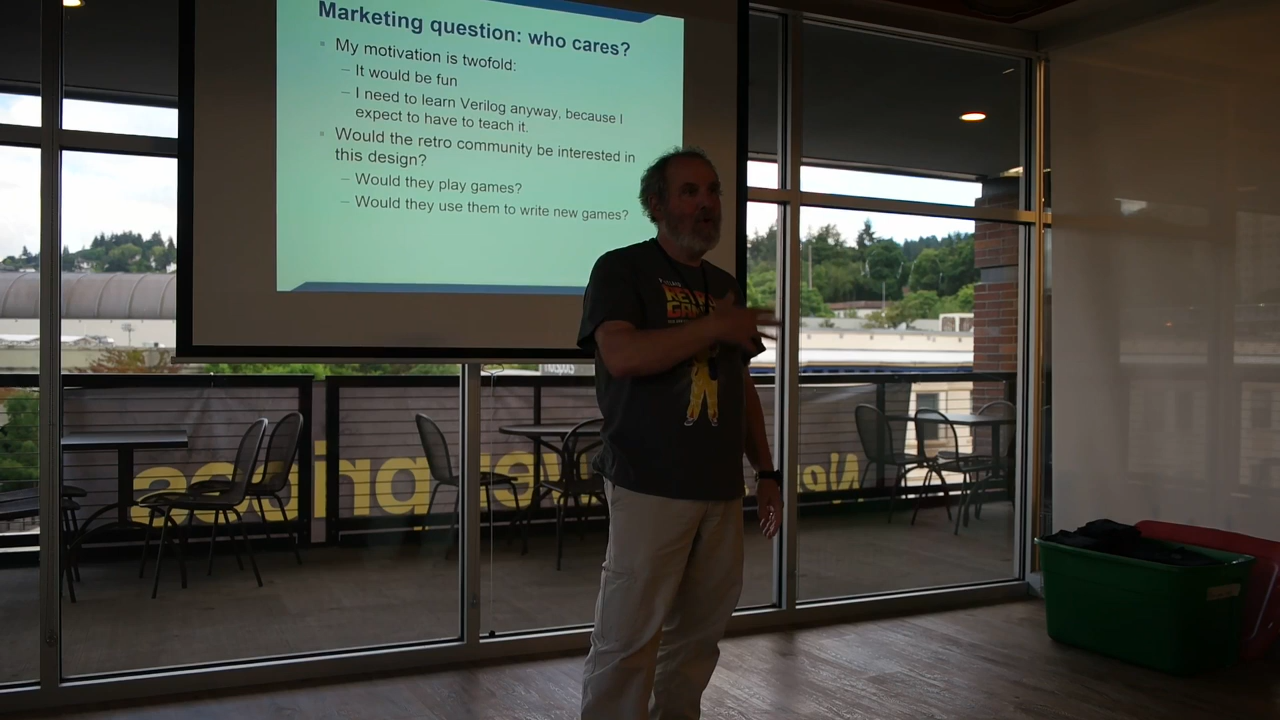 Marketing question: who cares?
My motivation is twofold:
– It would be fun
– I need to learn Verilog anyway, because I
expect to have to teach it.
Would the retro community be interested in
this design?
– Would they play games?
– Would they use them to write new games?